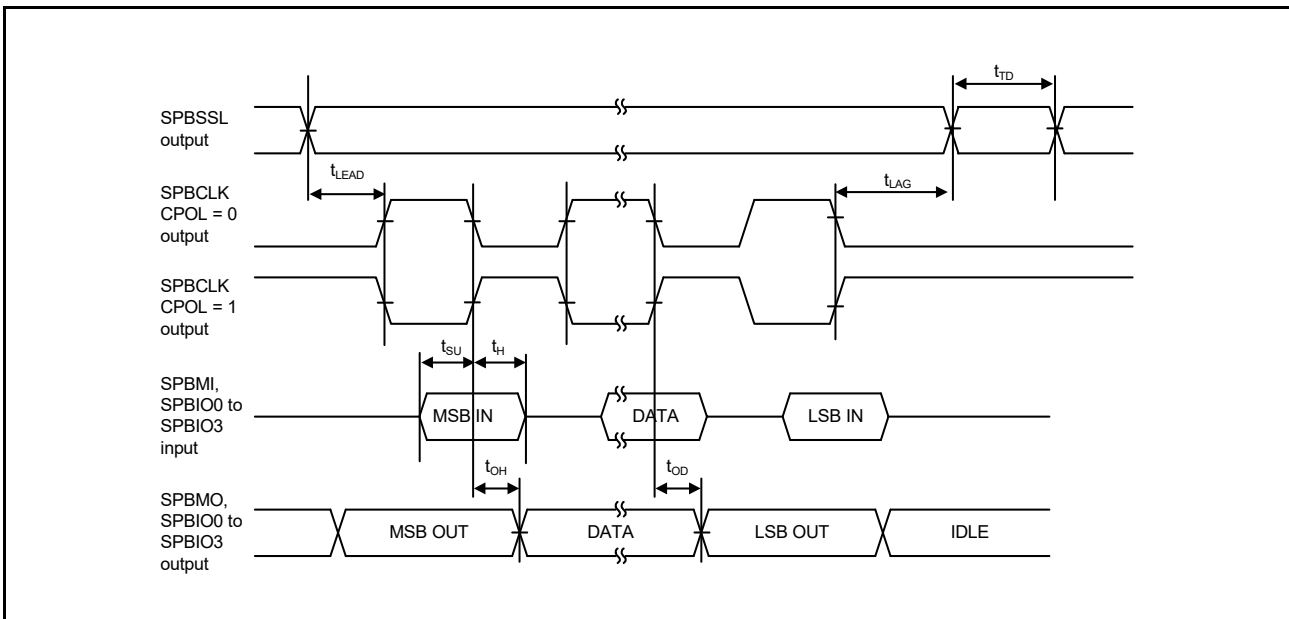 tTD
SPBSSL
output
tLEAD
tLAG
SPBCLK
CPOL = 0
output
SPBCLK
CPOL = 1
output
tSU
tH
SPBMI,
SPBIO0 to
SPBIO3
input
MSB IN
DATA
LSB IN
tOH
tOD
SPBMO,
SPBIO0 to
SPBIO3
output
MSB OUT
DATA
LSB OUT
IDLE